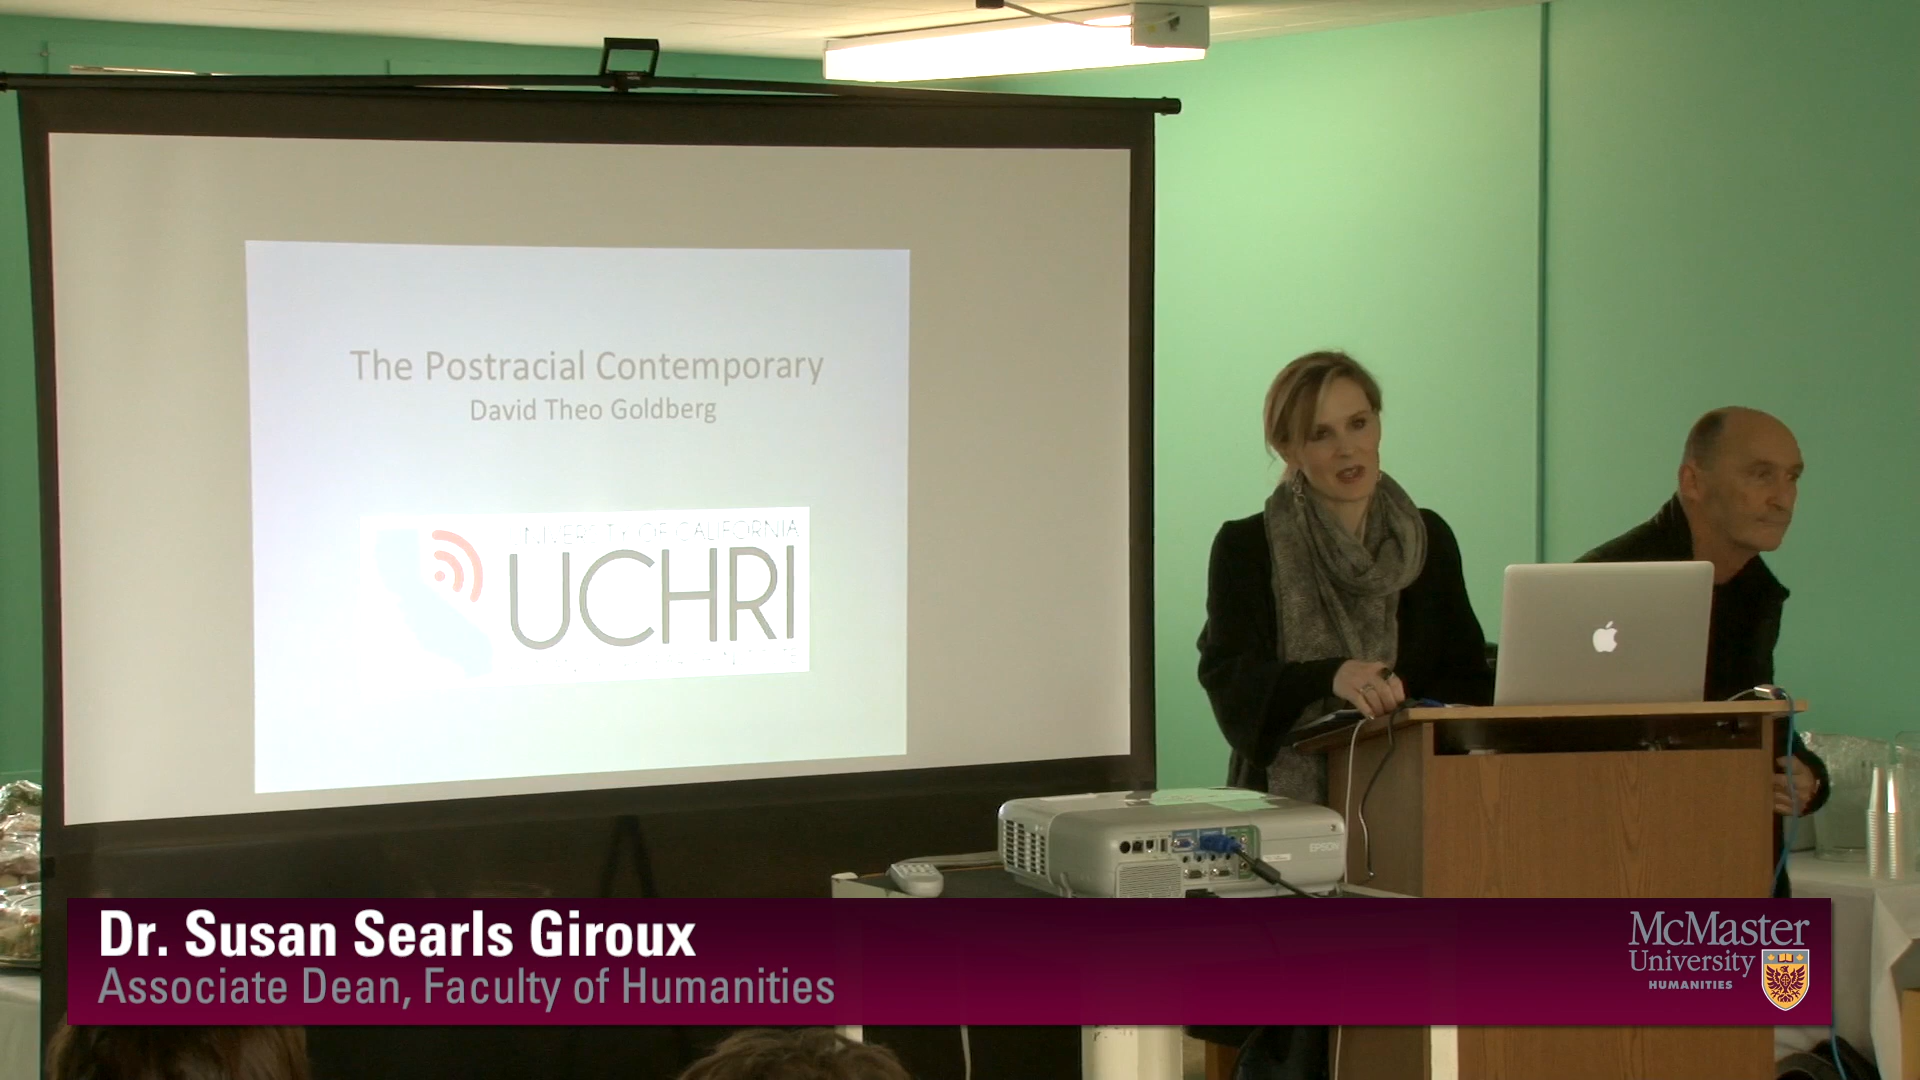 The Postracial Contemporary
David Theo Goldberg
UNIVERSITY OF CALIFORNIA
UCHRI
EPSON
Dr. Susan Searls Giroux
Associate Dean, Faculty of Humanities
McMaster
University
HUMANITIES